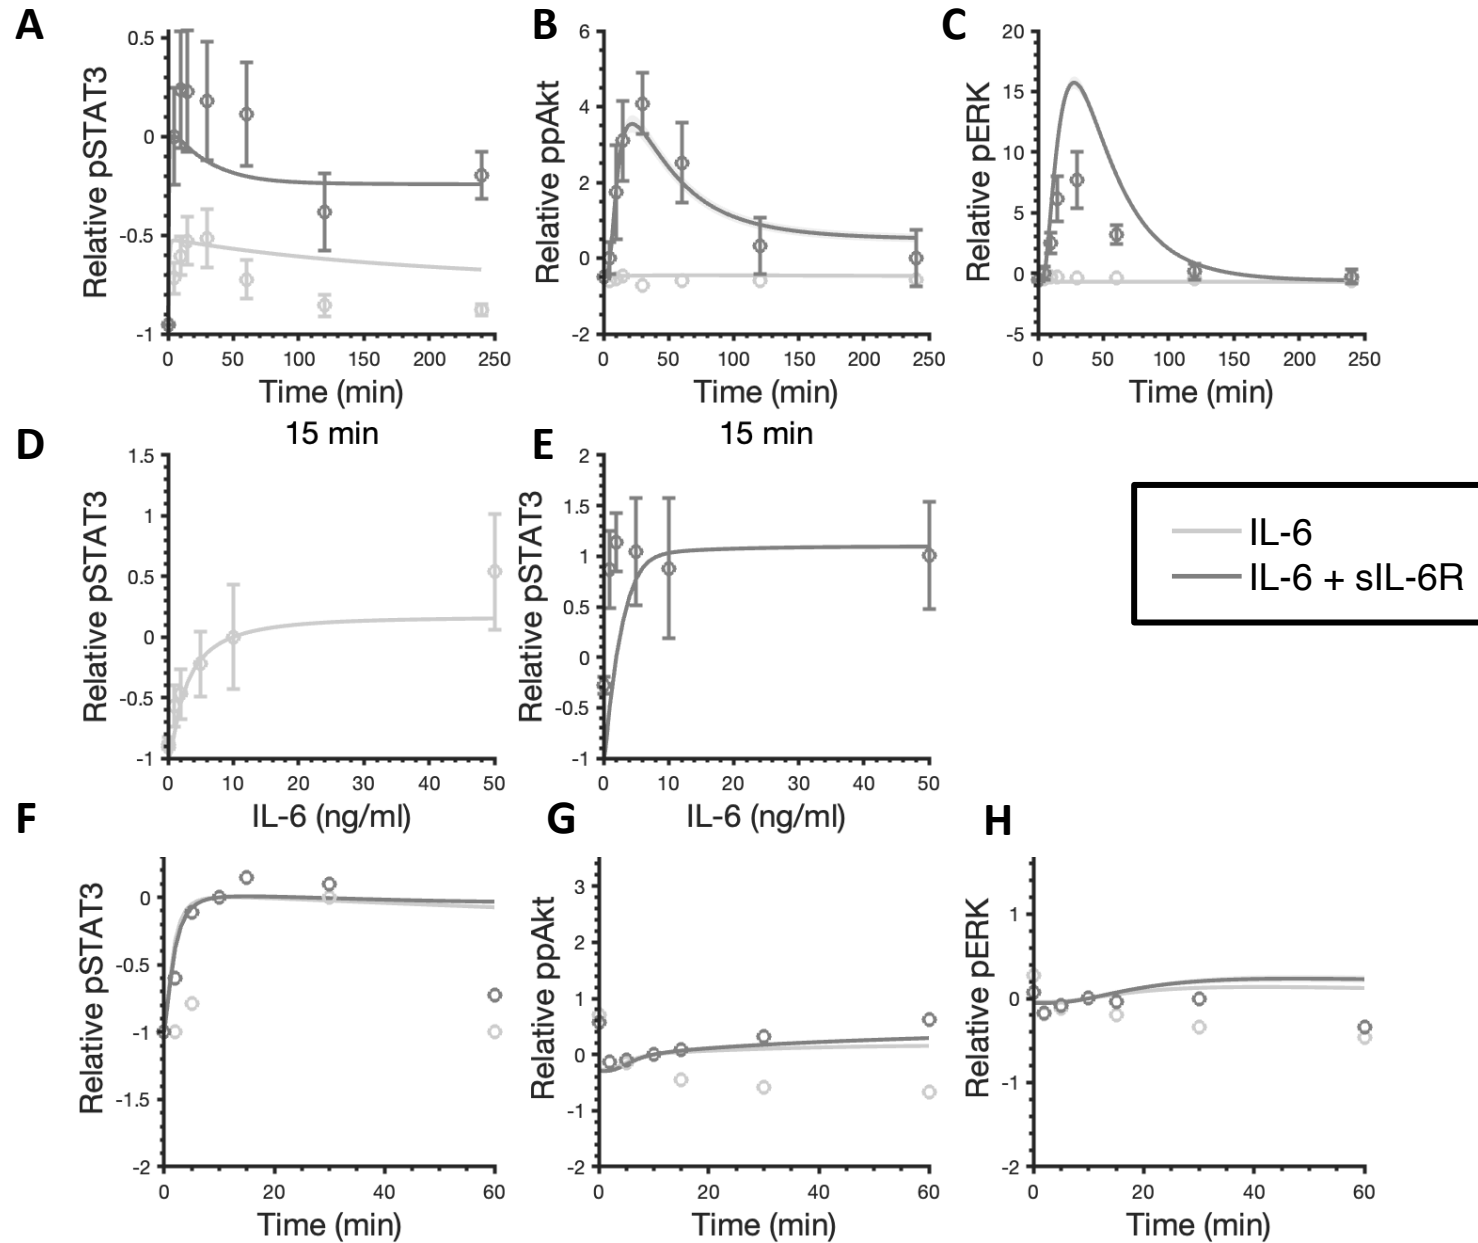 A
B
C
Relative pSTAT3
0.5
0
-0.5
-1
0 50 100 150 200 250
Time (min)
Relative ppAkt
6
4
2
0
-2
0 50 100 150 200 250
Time (min)
Relative pERK
20
15
10
5
0
-5
0 50 100 150 200 250
Time (min)
D
15 min
Relative pSTAT3
1.5
1
0.5
0
-0.5
-1
0 10 20 30 40 50
IL-6 (ng/ml)
E
15 min
Relative pSTAT3
2
1.5
1
0.5
0
-0.5
-1
0 10 20 30 40 50
IL-6 (ng/ml)
IL-6
IL-6 + sIL-6R
F
Relative pSTAT3
0
-0.5
-1
-1.5
-2
0 20 40 60
Time (min)
G
Relative ppAkt
3
2
1
0
-1
-2
0 20 40 60
Time (min)
H
Relative pERK
1
0
-1
-2
0 20 40 60
Time (min)